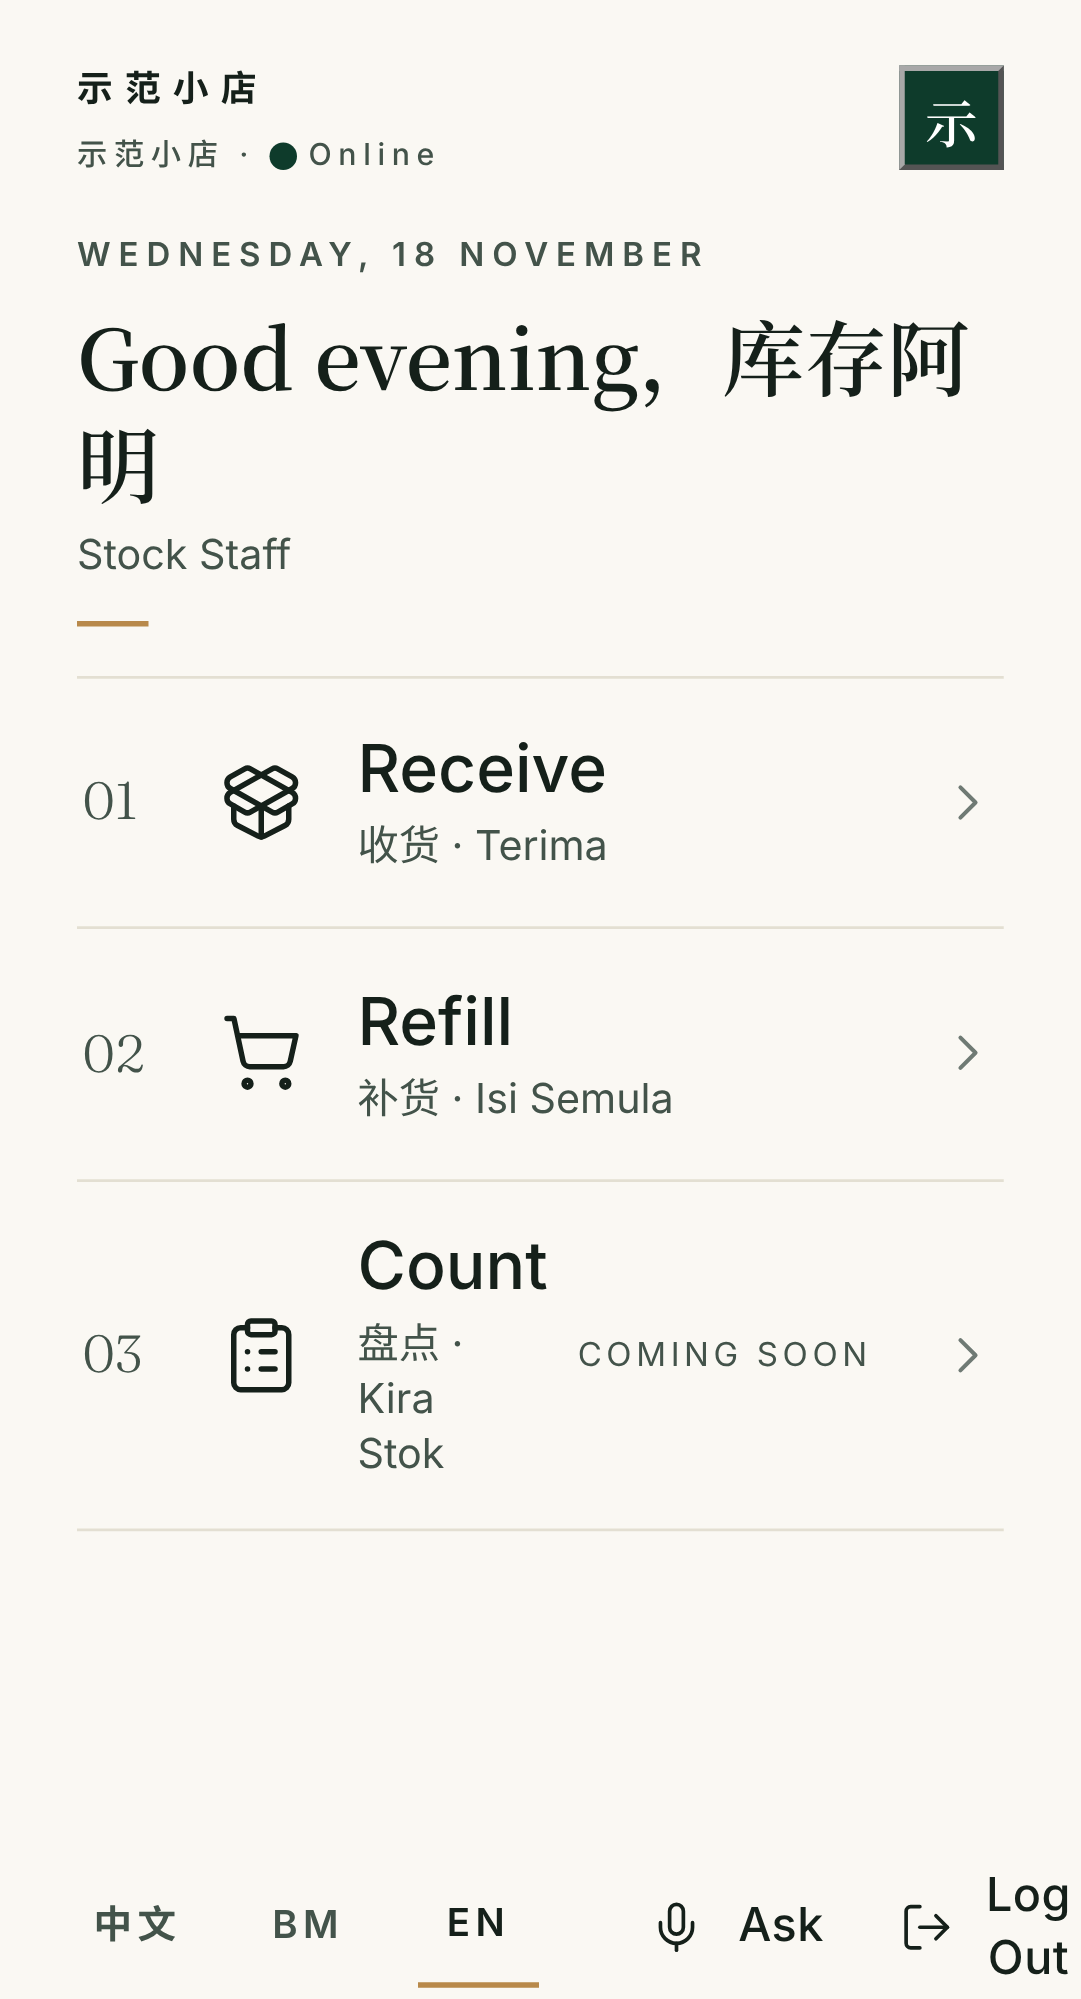 示范小店
示
示范小店 · Online
WEDNESDAY, 18 NOVEMBER
Good evening, 库存阿
明
Stock Staff
01
Receive
收货 · Terima
02
Refill
补货 · Isi Semula
03
Count
盘点 ·
Kira
Stok
COMING SOON
中文 BM EN Ask Log
Out